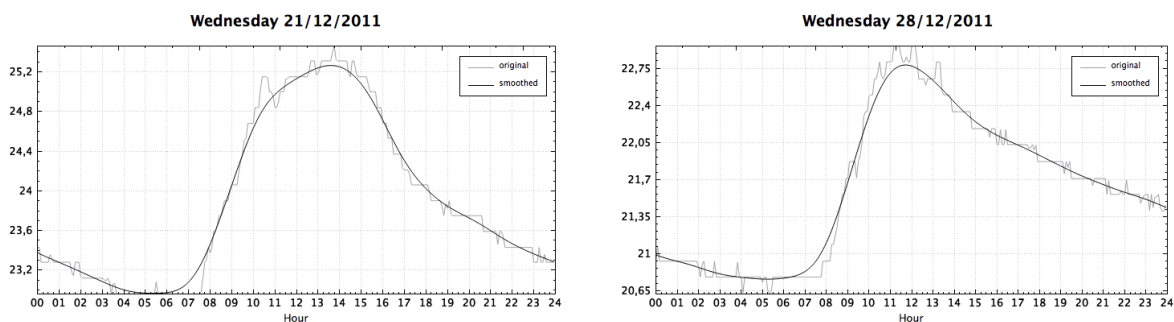 Wednesday 21/12/2011
original
smoothed
25,2
24,8
24,4
24
23,6
23,2
00 01 02 03 04 05 06 07 08 09 10 11 12 13 14 15 16 17 18 19 20 21 22 23 24
Hour
Wednesday 28/12/2011
original
smoothed
22,75
22,4
22,05
21,7
21,35
21
20,65
00 01 02 03 04 05 06 07 08 09 10 11 12 13 14 15 16 17 18 19 20 21 22 23 24
Hour